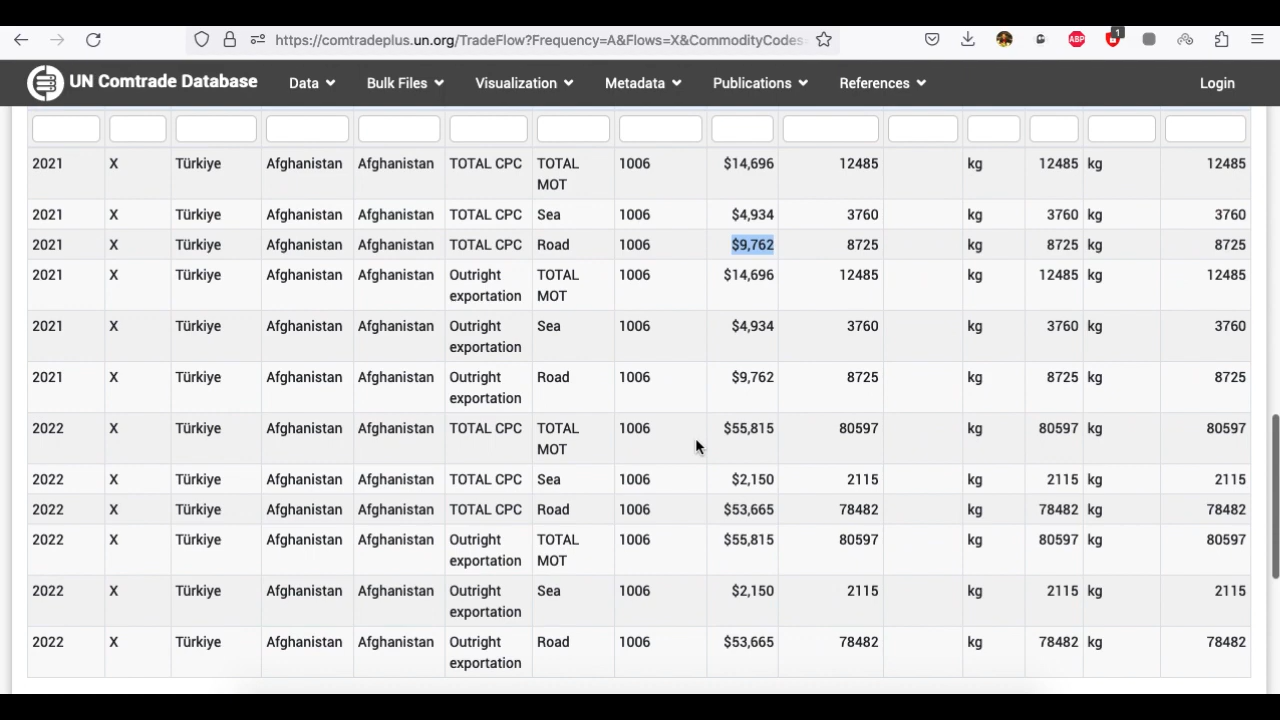 https://comtradeplus.un.org/TradeFlow?Frequency=A&Flows=X&CommodityCodes=
ABP
1
UN Comtrade Database Data Bulk Files Visualization Metadata Publications References Login
2021 X Türkiye Afghanistan Afghanistan TOTAL CPC TOTAL MOT 1006 $14,696 12485 kg 12485 kg 12485
2021 X Türkiye Afghanistan Afghanistan TOTAL CPC Sea 1006 $4,934 3760 kg 3760 kg 3760
2021 X Türkiye Afghanistan Afghanistan TOTAL CPC Road 1006 $9,762 8725 kg 8725 kg 8725
2021 X Türkiye Afghanistan Afghanistan Outright exportation TOTAL MOT 1006 $14,696 12485 kg 12485 kg 12485
2021 X Türkiye Afghanistan Afghanistan Outright exportation Sea 1006 $4,934 3760 kg 3760 kg 3760
2021 X Türkiye Afghanistan Afghanistan Outright exportation Road 1006 $9,762 8725 kg 8725 kg 8725
2022 X Türkiye Afghanistan Afghanistan TOTAL CPC TOTAL MOT 1006 $55,815 80597 kg 80597 kg 80597
2022 X Türkiye Afghanistan Afghanistan TOTAL CPC Sea 1006 $2,150 2115 kg 2115 kg 2115
2022 X Türkiye Afghanistan Afghanistan TOTAL CPC Road 1006 $53,665 78482 kg 78482 kg 78482
2022 X Türkiye Afghanistan Afghanistan Outright exportation TOTAL MOT 1006 $55,815 80597 kg 80597 kg 80597
2022 X Türkiye Afghanistan Afghanistan Outright exportation Sea 1006 $2,150 2115 kg 2115 kg 2115
2022 X Türkiye Afghanistan Afghanistan Outright exportation Road 1006 $53,665 78482 kg 78482 kg 78482